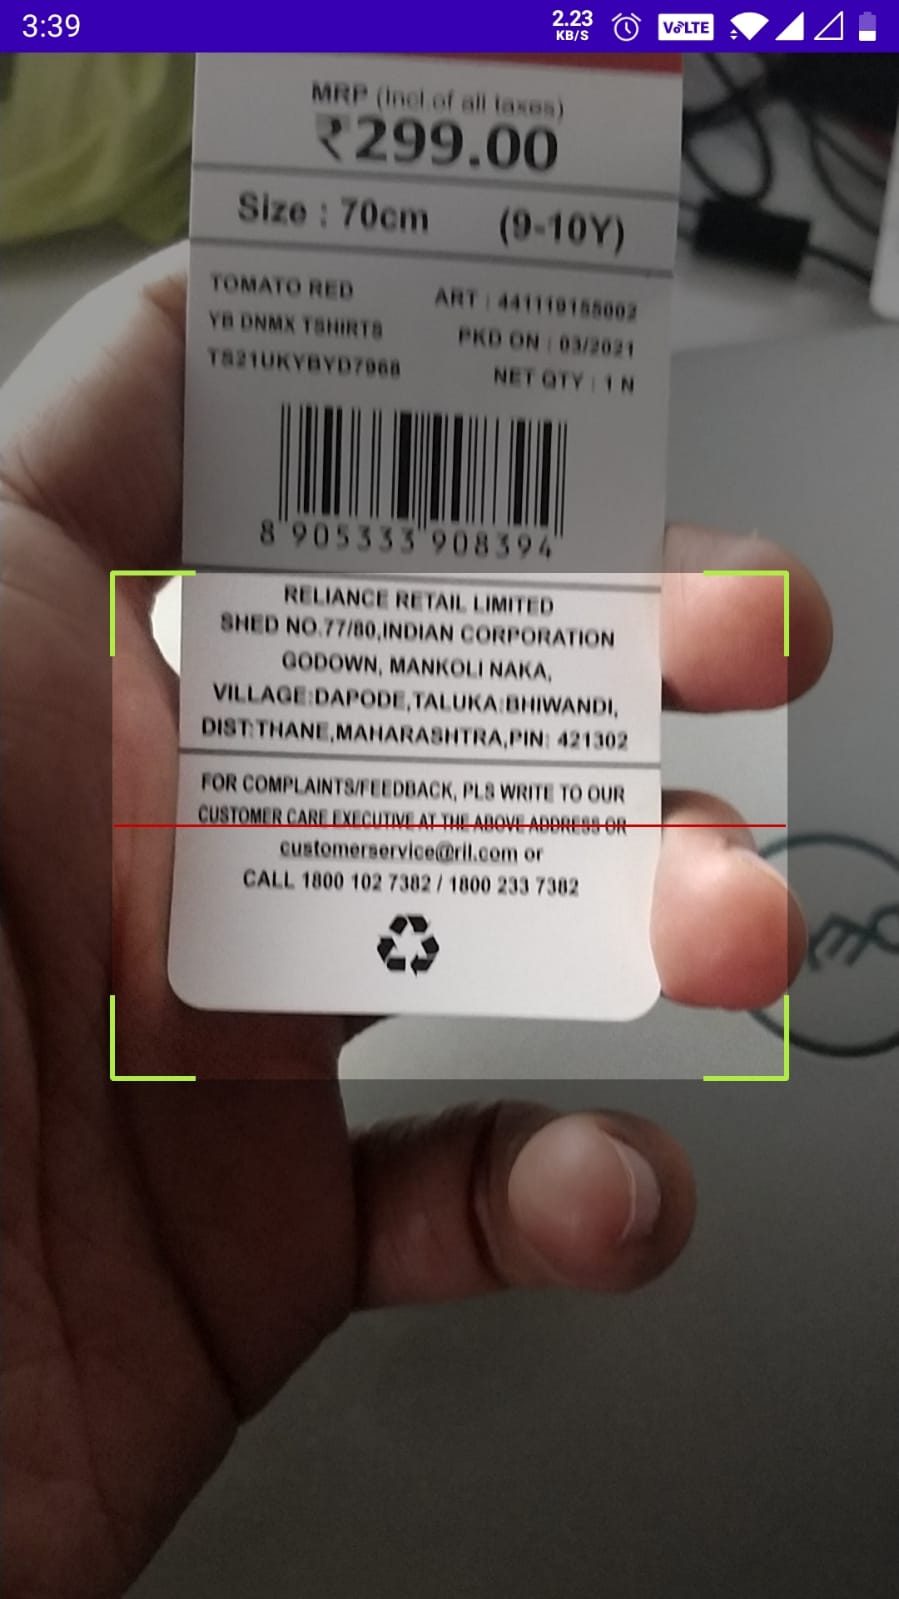 3:39
2.23
KB/S
VoLTE
MRP (Incl.of all taxes)
₹299.00
Size : 70cm (9-10Y)
TOMATO RED
ART : 441119155002
YB DNMX TSHIRTS
PKD ON : 03/2021
TS21UKYBYD7968
NET QTY : 1 N
8 905333 908394
RELIANCE RETAIL LIMITED
SHED NO.77/80,INDIAN CORPORATION
GODOWN, MANKOLI NAKA,
VILLAGE:DAPODE,TALUKA:BHIWANDI,
DIST:THANE,MAHARASHTRA,PIN: 421302
FOR COMPLAINTS/FEEDBACK, PLS WRITE TO OUR
CUSTOMER CARE EXECUTIVE AT THE ABOVE ADDRESS OR
customerservice@ril.com or
CALL 1800 102 7382 / 1800 233 7382